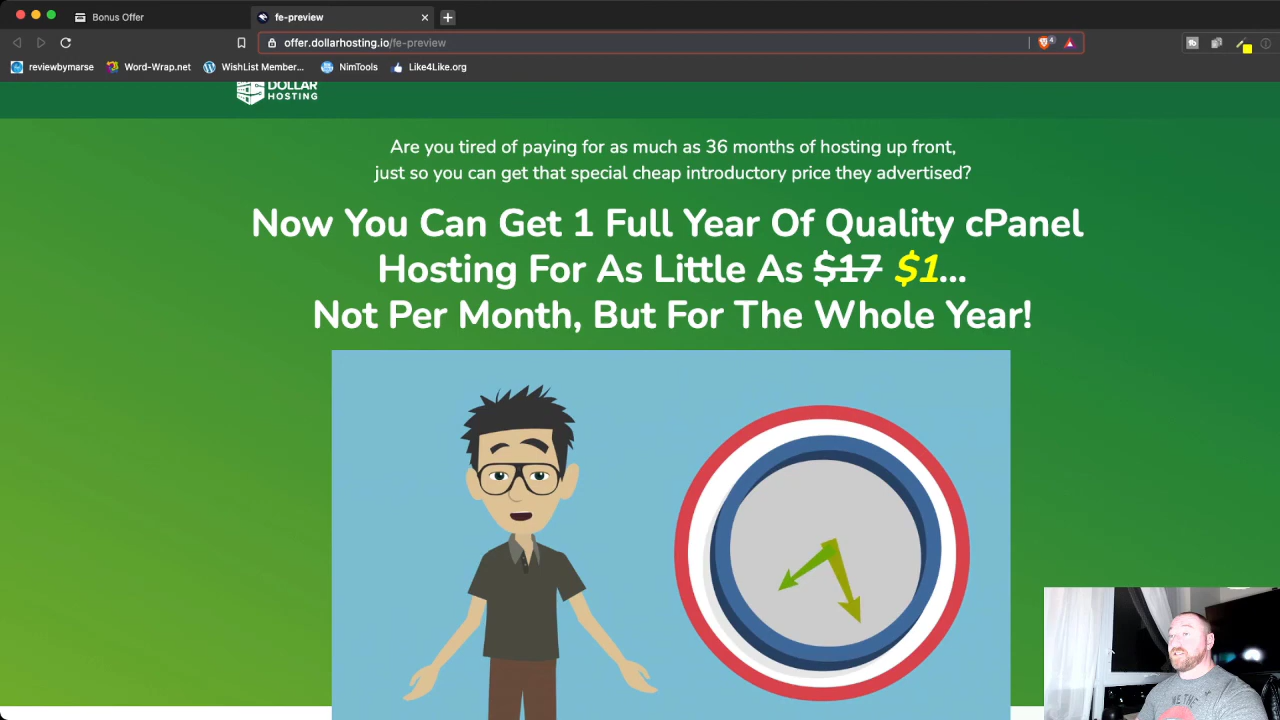 Bonus Offer
fe-preview
offer.dollarhosting.io/fe-preview
4
reviewbymarse
Word-Wrap.net
WishList Member...
NimTools
Like4Like.org
DOLLAR
HOSTING
Are you tired of paying for as much as 36 months of hosting up front,
just so you can get that special cheap introductory price they advertised?
Now You Can Get 1 Full Year Of Quality cPanel
Hosting For As Little As $17 $1...
Not Per Month, But For The Whole Year!